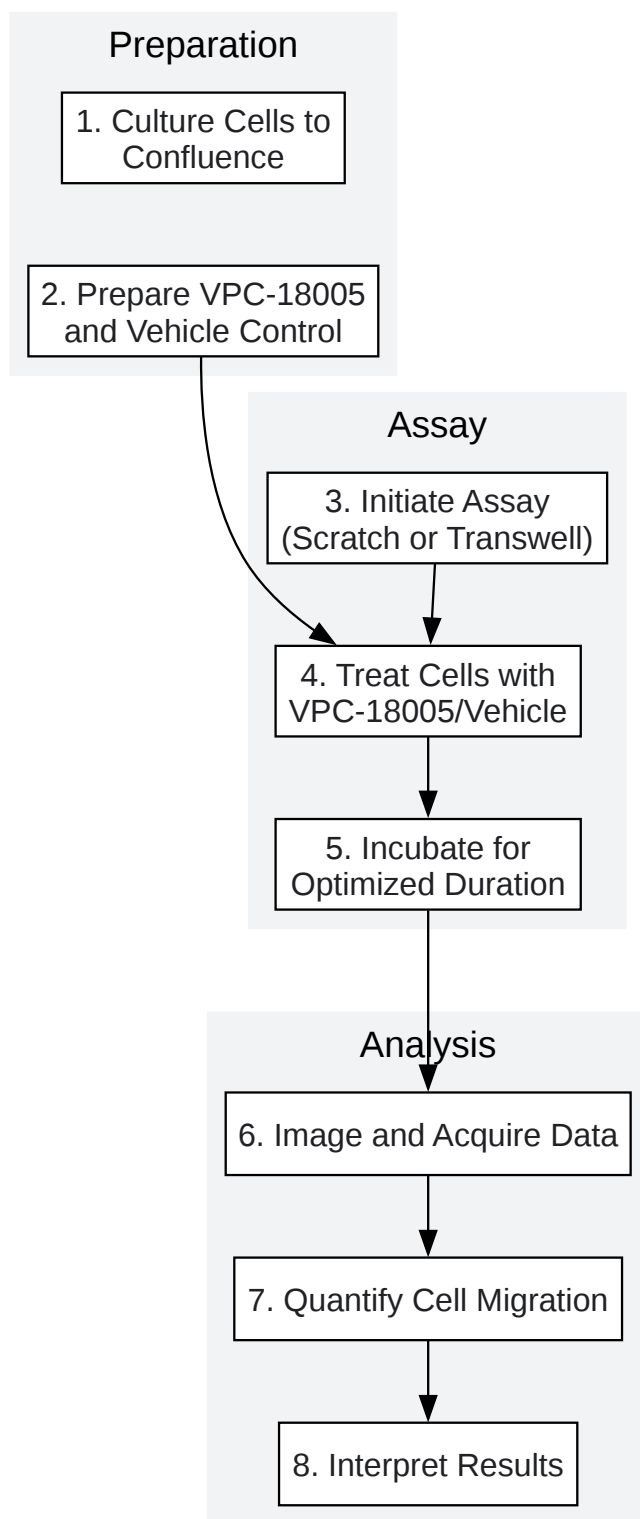 Preparation
1. Culture Cells to
Confluence
2. Prepare VPC-18005
and Vehicle Control
Assay
3. Initiate Assay
(Scratch or Transwell)
4. Treat Cells with
VPC-18005/Vehicle
5. Incubate for
Optimized Duration
Analysis
6. Image and Acquire Data
7. Quantify Cell Migration
8. Interpret Results